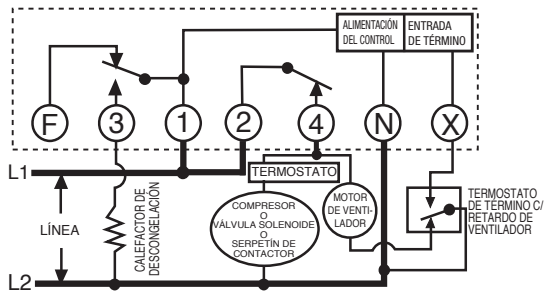 ALIMENTACIÓN
DEL CONTROL
ENTRADA
DE TÉRMINO
F
3
1
2
4
N
X
L1
TERMOSTATO
LÍNEA
CALEFACTOR DE
DESCONGELACIÓN
COMPRESOR
O
VÁLVULA SOLENOIDE
O
SERPETÍN DE
CONTACTOR
MOTOR
DE VENTI-
LADOR
TERMOSTATO
DE TÉRMINO C/
RETARDO DE
VENTILADOR
L2